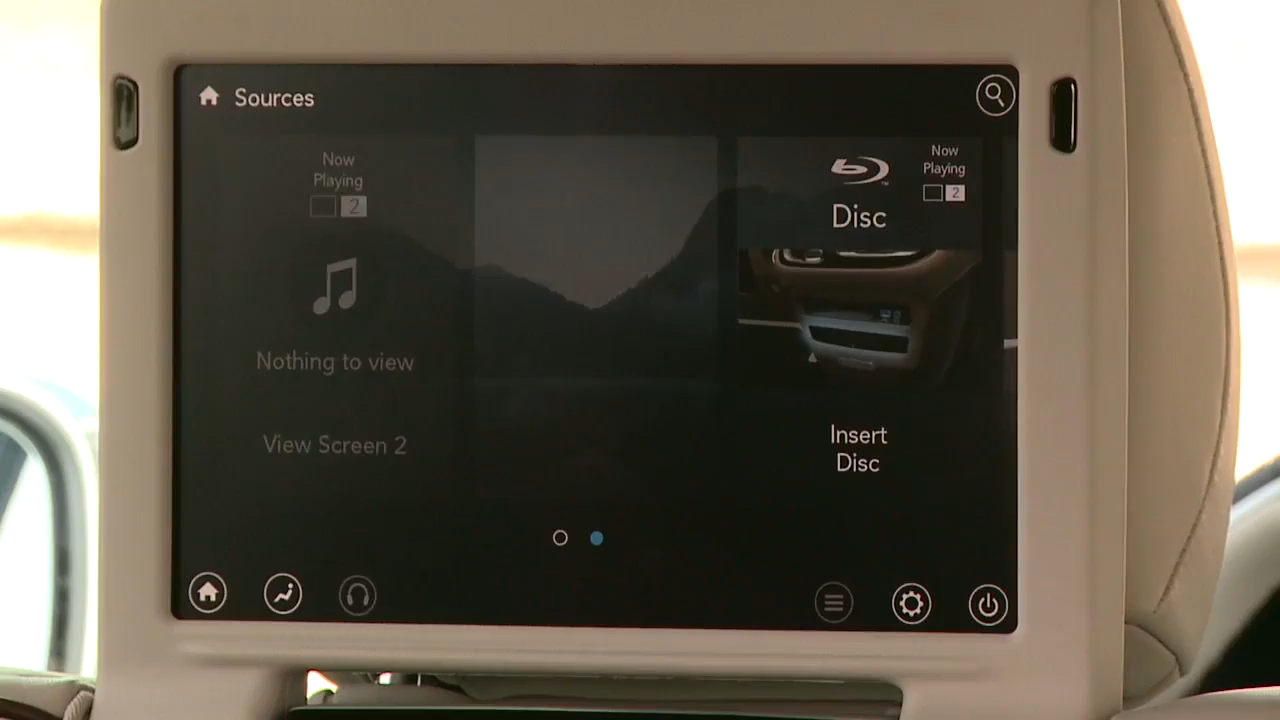 Sources
Now
Playing
2
Nothing to view
View Screen 2
Disc
Now
Playing
2
Insert
Disc